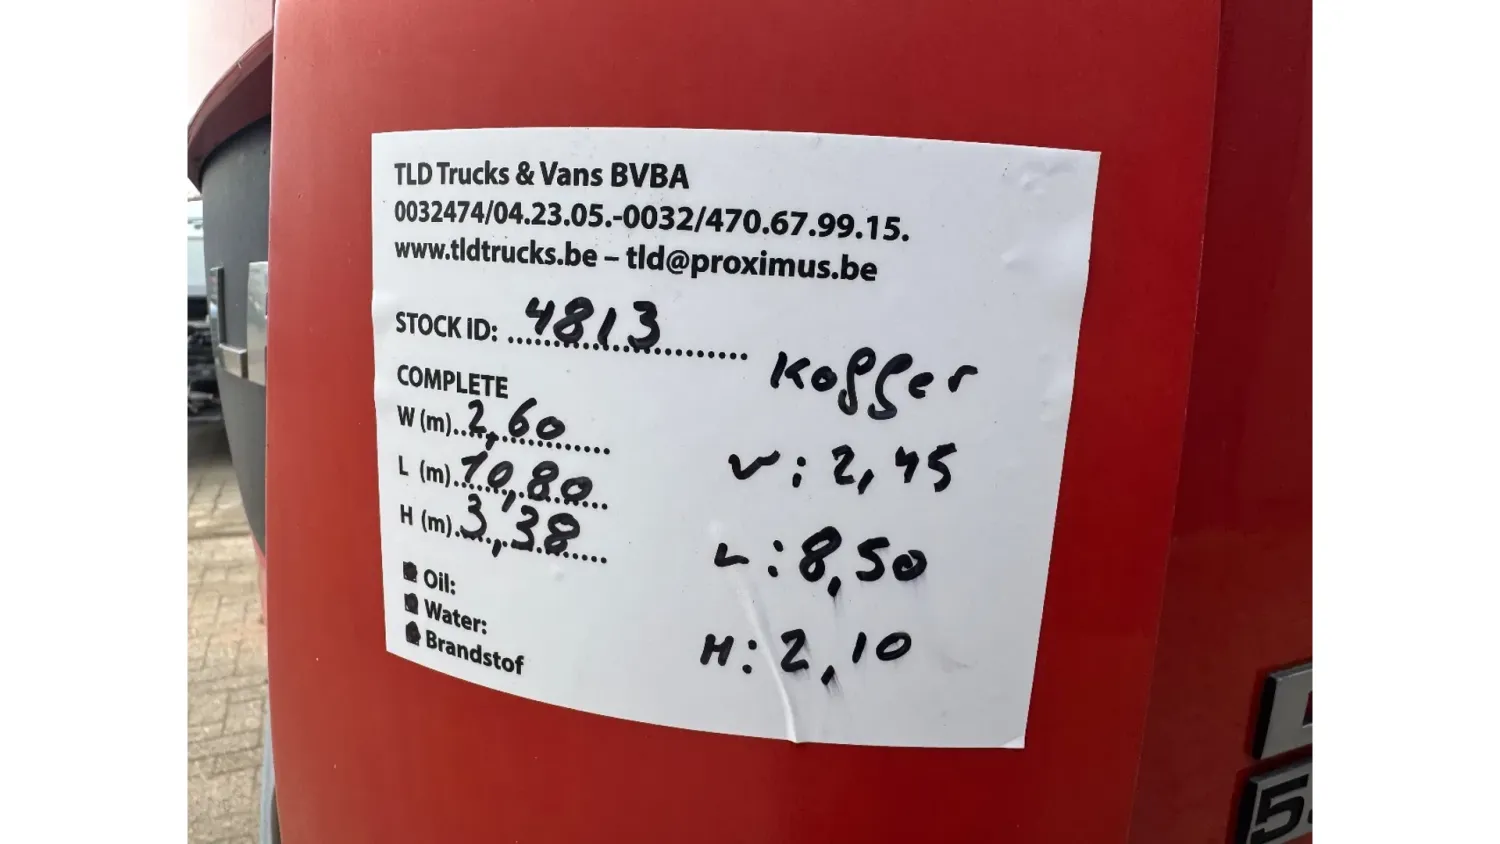 TLD Trucks & Vans BVBA
0032474/04.23.05.-0032/470.67.99.15.
www.tldtrucks.be – tld@proximus.be
STOCK ID: 4813
COMPLETE
W (m) 2,60
L (m) 10,80
H (m) 3,38
Oil:
Water:
Brandstof
Koffer
V: 2,45
L: 8,50
H: 2,10